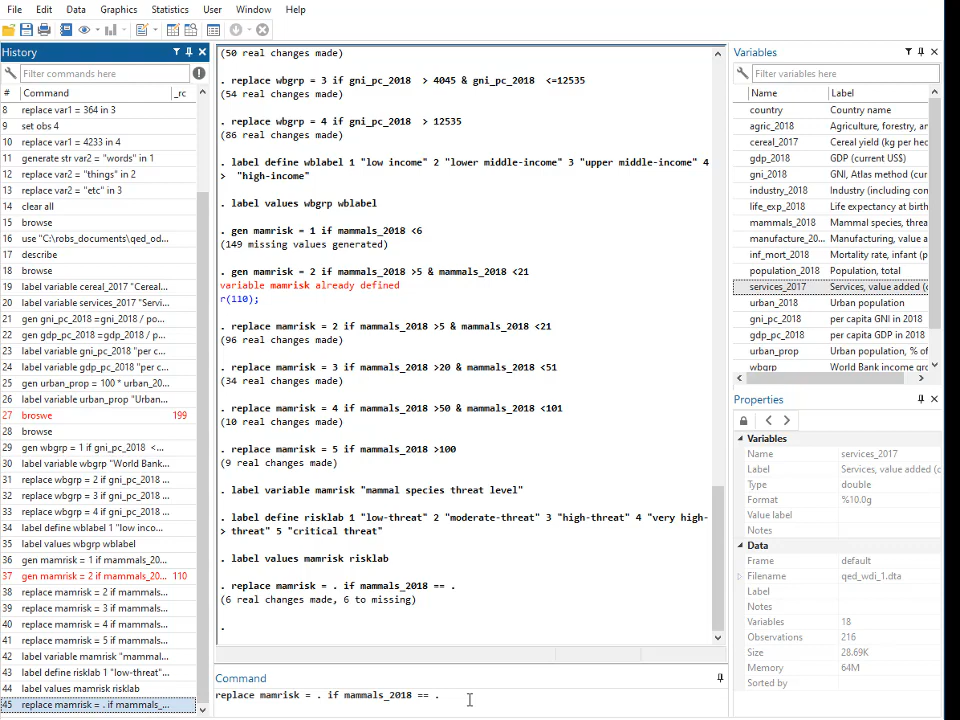 File Edit Data Graphics Statistics User Window Help
History
Filter commands here
# Command _rc
8 replace var1 = 364 in 3
9 set obs 4
10 replace var1 = 4233 in 4
11 generate str var2 = "words" in 1
12 replace var2 = "things" in 2
13 replace var2 = "etc" in 3
14 clear all
15 browse
16 use "C:\robs_documents\qed_od...
17 describe
18 browse
19 label variable cereal_2017 "Cereal...
20 label variable services_2017 "Servi...
21 gen gni_pc_2018 =gni_2018 / po...
22 gen gdp_pc_2018 =gdp_2018 / p...
23 label variable gni_pc_2018 "per c...
24 label variable gdp_pc_2018 "per c...
25 gen urban_prop = 100 * urban_20...
26 label variable urban_prop "Urban...
27 broswe 199
28 browse
29 gen wbgrp = 1 if gni_pc_2018 <...
30 label variable wbgrp "World Bank...
31 replace wbgrp = 2 if gni_pc_2018 ...
32 replace wbgrp = 3 if gni_pc_2018 ...
33 replace wbgrp = 4 if gni_pc_2018 ...
34 label define wblabel 1 "low inco...
35 label values wbgrp wblabel
36 gen mamrisk = 1 if mammals_20...
37 gen mamrisk = 2 if mammals_20... 110
38 replace mamrisk = 2 if mammals...
39 replace mamrisk = 3 if mammals...
40 replace mamrisk = 4 if mammals...
41 replace mamrisk = 5 if mammals...
42 label variable mamrisk "mammal...
43 label define risklab 1 "low-threat"...
44 label values mamrisk risklab
45 replace mamrisk = . if mammals_...
(50 real changes made)
. replace wbgrp = 3 if gni_pc_2018 > 4045 & gni_pc_2018 <=12535
(54 real changes made)
. replace wbgrp = 4 if gni_pc_2018 > 12535
(86 real changes made)
. label define wblabel 1 "low income" 2 "lower middle-income" 3 "upper middle-income" 4
> "high-income"
. label values wbgrp wblabel
. gen mamrisk = 1 if mammals_2018 <6
(149 missing values generated)
. gen mamrisk = 2 if mammals_2018 >5 & mammals_2018 <21
variable mamrisk already defined
r(110);
. replace mamrisk = 2 if mammals_2018 >5 & mammals_2018 <21
(96 real changes made)
. replace mamrisk = 3 if mammals_2018 >20 & mammals_2018 <51
(34 real changes made)
. replace mamrisk = 4 if mammals_2018 >50 & mammals_2018 <101
(10 real changes made)
. replace mamrisk = 5 if mammals_2018 >100
(9 real changes made)
. label variable mamrisk "mammal species threat level"
. label define risklab 1 "low-threat" 2 "moderate-threat" 3 "high-threat" 4 "very high-
> threat" 5 "critical threat"
. label values mamrisk risklab
. replace mamrisk = . if mammals_2018 == .
(6 real changes made, 6 to missing)
.
Command
replace mamrisk = . if mammals_2018 == .
Variables
Filter variables here
Name Label
country Country name
agric_2018 Agriculture, forestry, an
cereal_2017 Cereal yield (kg per hec
gdp_2018 GDP (current US$)
gni_2018 GNI, Atlas method (cur
industry_2018 Industry (including con
life_exp_2018 Life expectancy at birth
mammals_2018 Mammal species, threa
manufacture_20... Manufacturing, value a
inf_mort_2018 Mortality rate, infant (p
population_2018 Population, total
services_2017 Services, value added (c
urban_2018 Urban population
gni_pc_2018 per capita GNI in 2018
gdp_pc_2018 per capita GDP in 2018
urban_prop Urban population, % of
wbgrp World Bank income gr
Properties
Variables
Name services_2017
Label Services, value added (c
Type double
Format %10.0g
Value label
Notes
Data
Frame default
Filename qed_wdi_1.dta
Label
Notes
Variables 18
Observations 216
Size 28.69K
Memory 64M
Sorted by